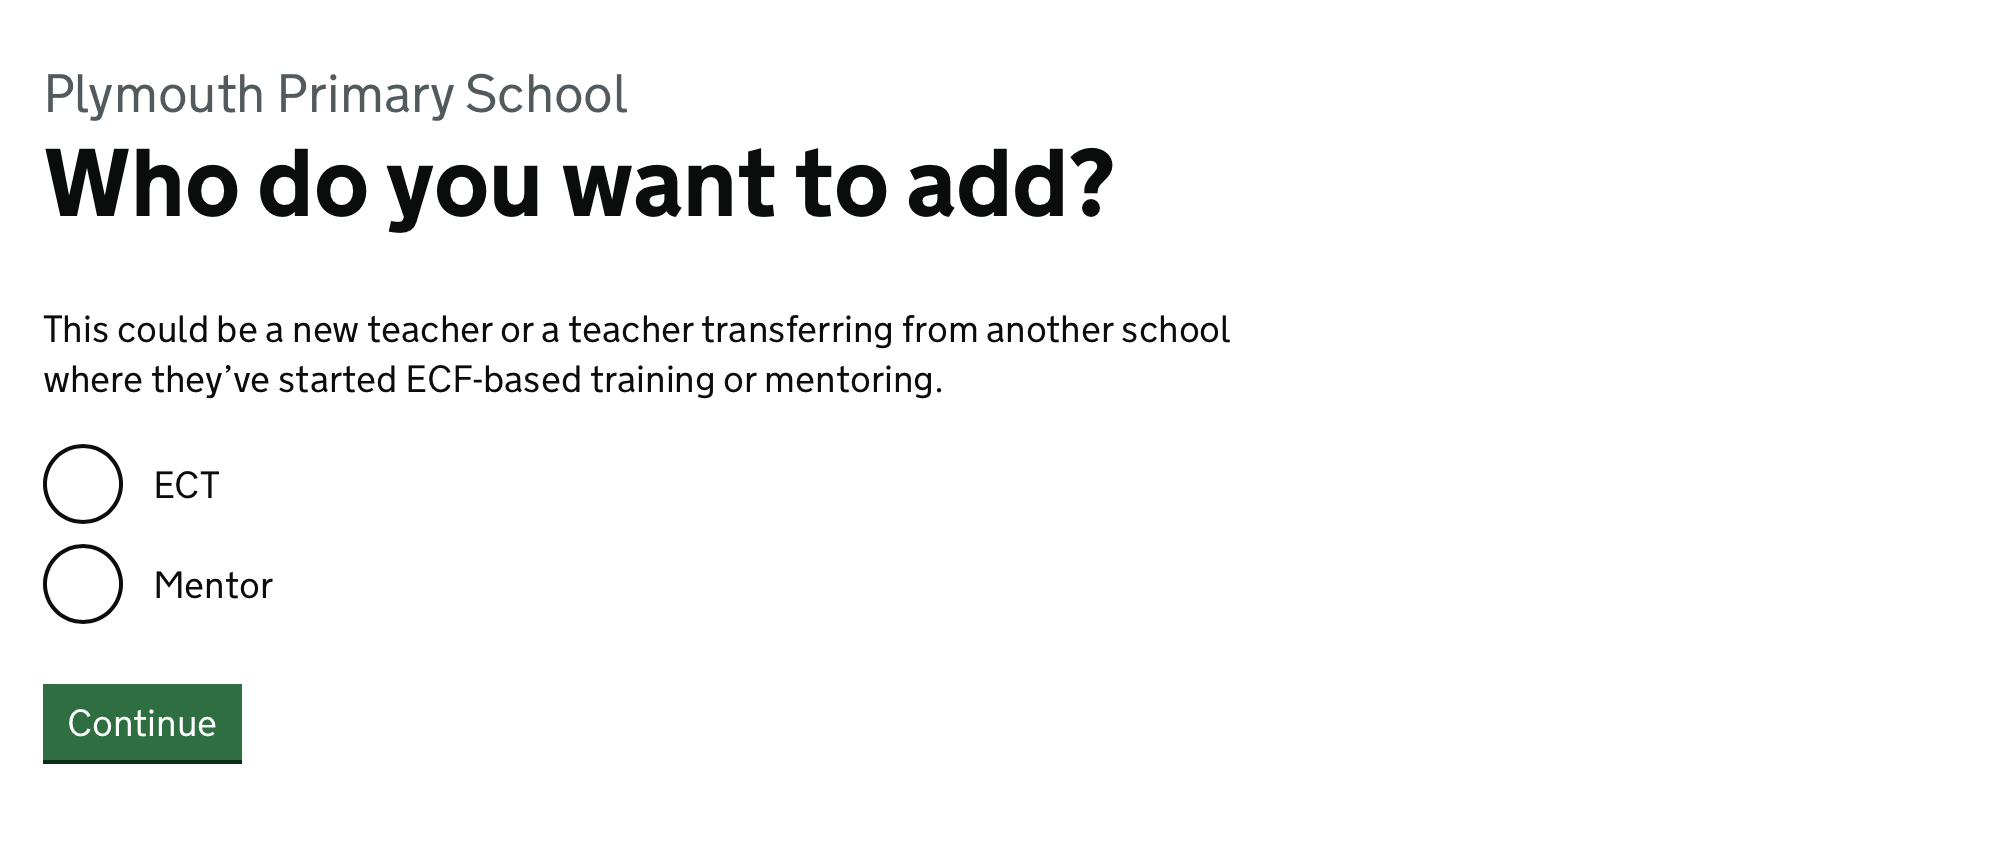 Plymouth Primary School
Who do you want to add?
This could be a new teacher or a teacher transferring from another school
where they’ve started ECF-based training or mentoring.
ECT
Mentor
Continue